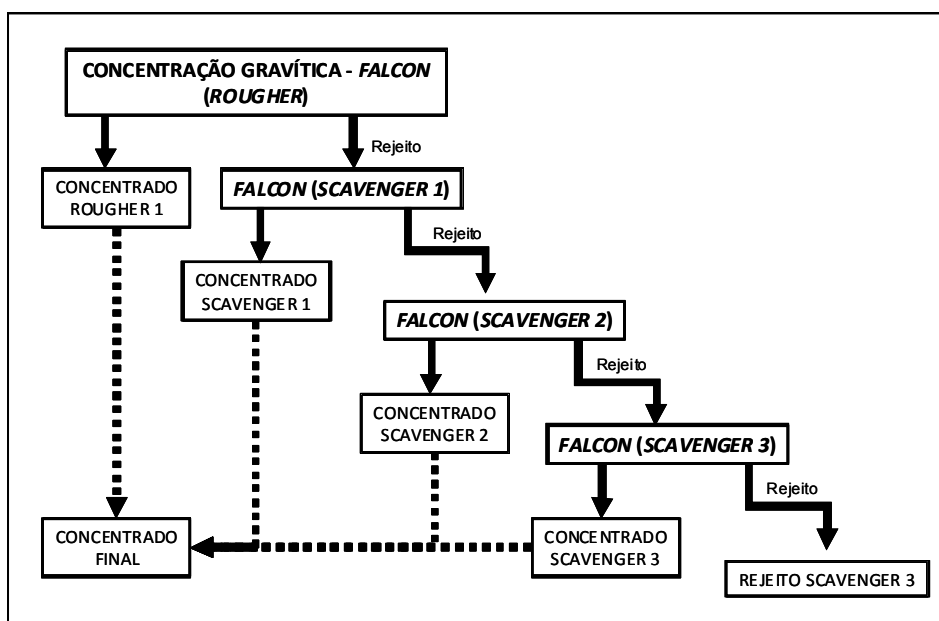 CONCENTRAÇÃO GRAVÍTICA - FALCON
(ROUGHER)
Rejeito
CONCENTRADO
ROUGHER 1
FALCON (SCAVENGER 1)
Rejeito
CONCENTRADO
SCAVENGER 1
FALCON (SCAVENGER 2)
Rejeito
CONCENTRADO
SCAVENGER 2
FALCON (SCAVENGER 3)
Rejeito
CONCENTRADO
FINAL
CONCENTRADO
SCAVENGER 3
REJEITO SCAVENGER 3